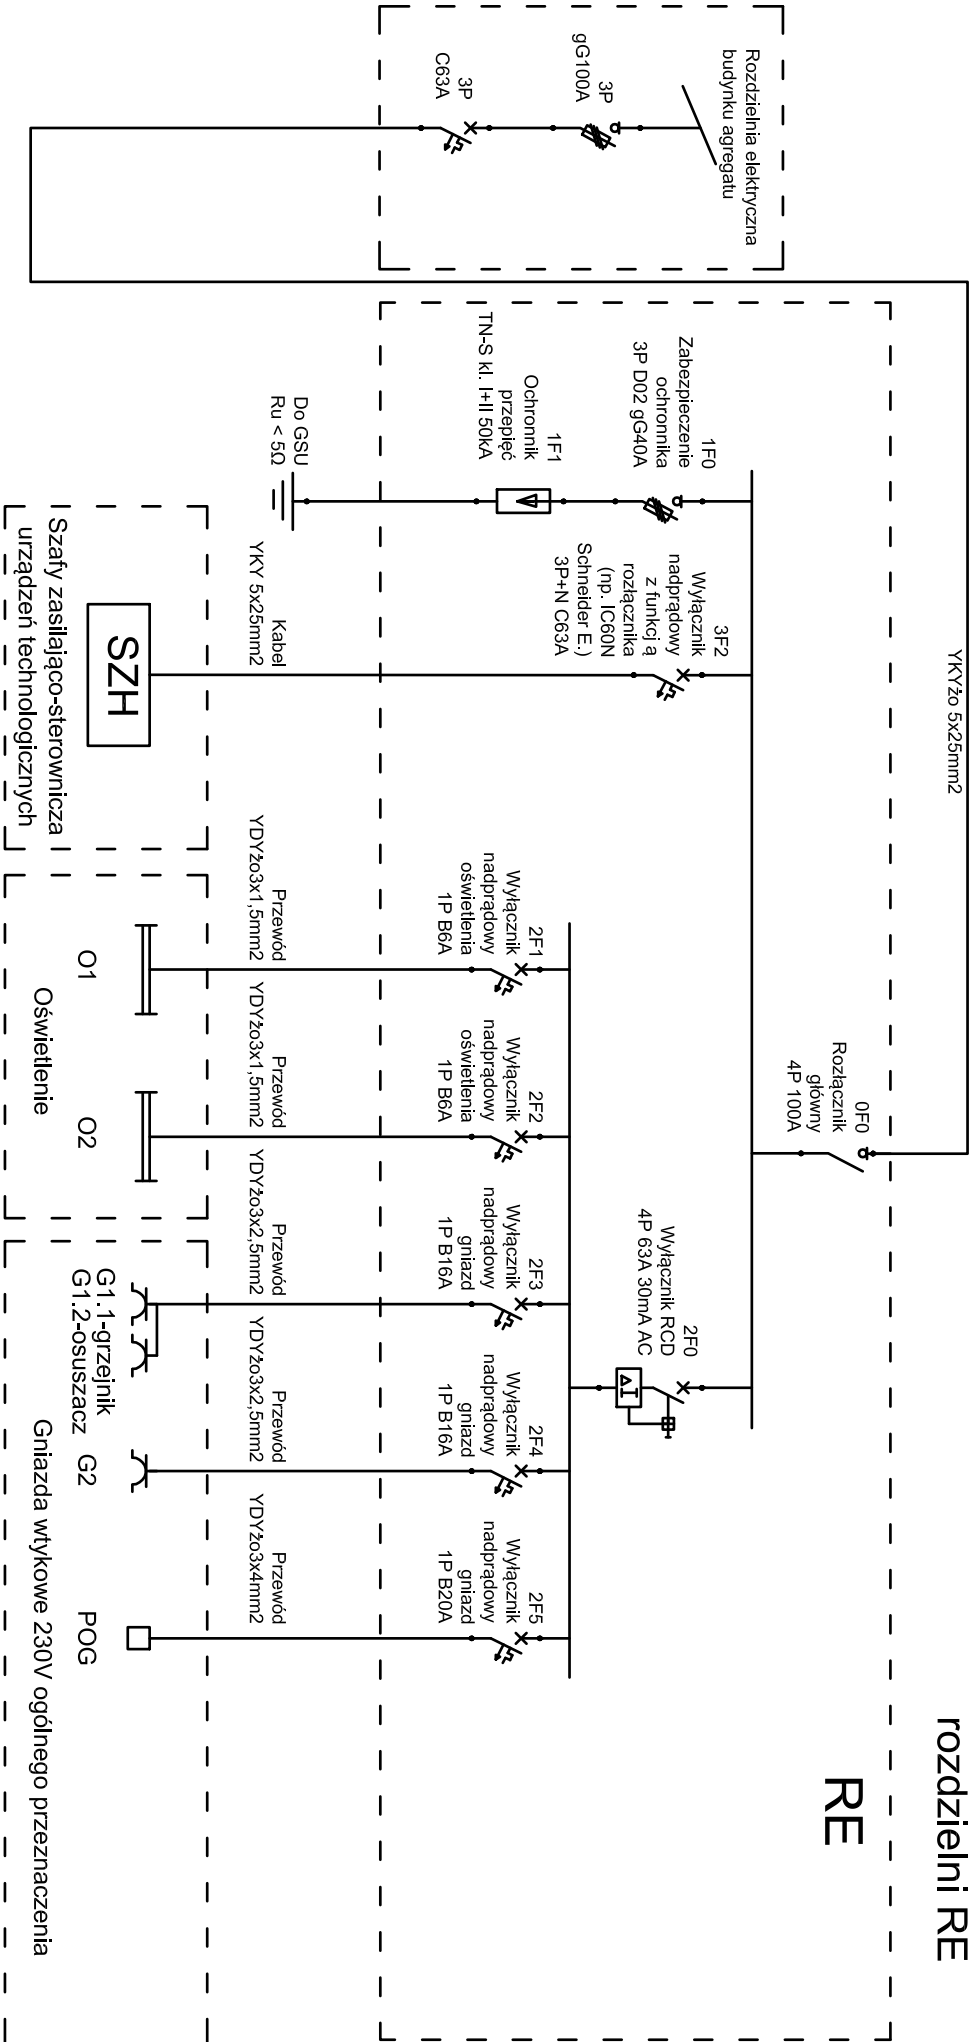 rozdzielni RE
RE
Rozdzielnia elektryczna
budynku agregatu
3P
gG100A
3P
C63A
YKYżo 5x25mm2
0F0
Rozłącznik
główny
4P 100A
1F0
Zabezpieczenie
ochronnika
3P D02 gG40A
1F1
Ochronnik
przepięć
TN-S kl. I+II 50kA
Do GSU
Ru < 5Ω
3F2
Wyłącznik
nadprądowy
z funkcj ą
rozłącznika
(np. IC60N
Schneider E.)
3P+N C63A
Kabel
YKY 5x25mm2
SZH
Szafy zasilająco-sterownicza
urządzeń technologicznych
2F0
Wyłącznik RCD
4P 63A 30mA AC
2F1
Wyłącznik
nadprądowy
oświetlenia
1P B6A
Przewód
YDYżo3x1,5mm2
O1
2F2
Wyłącznik
nadprądowy
oświetlenia
1P B6A
Przewód
YDYżo3x1,5mm2
O2
Oświetlenie
2F3
Wyłącznik
nadprądowy
gniazd
1P B16A
Przewód
YDYżo3x2,5mm2
G1.1-grzejnik
G1.2-osuszacz
2F4
Wyłącznik
nadprądowy
gniazd
1P B16A
Przewód
YDYżo3x2,5mm2
G2
2F5
Wyłącznik
nadprądowy
gniazd
1P B20A
Przewód
YDYżo3x4mm2
POG
Gniazda wtykowe 230V ogólnego przeznaczenia